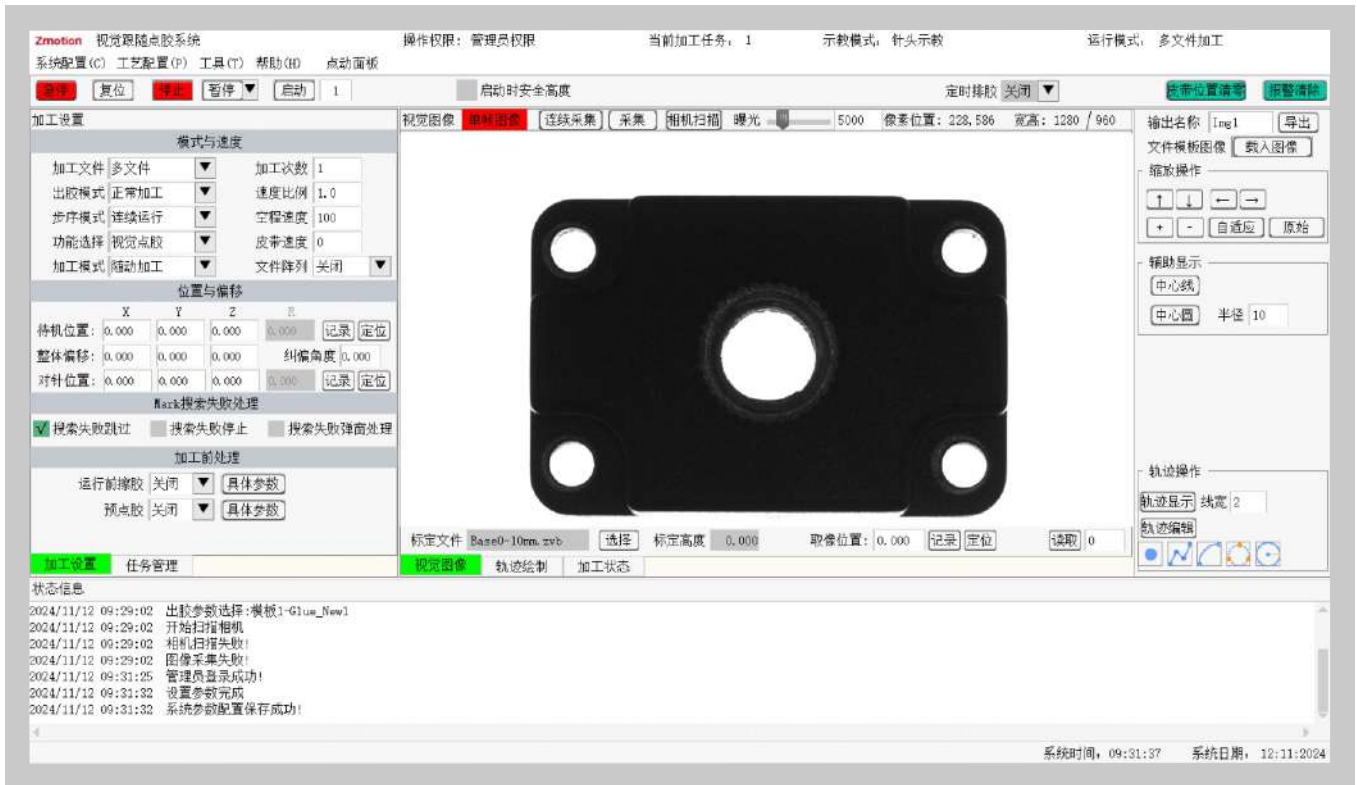 Zmotion 视觉跟随点胶系统 操作权限: 管理员权限 当前加工任务: 1 示教模式: 针头示教 运行模式: 多文件加工
系统配置(C) 工艺配置(P) 工具(T) 帮助(H) 点动面板
急停 复位 停止 暂停 启动 1 启动时安全高度 定时排胶 关闭 皮带位置清零 报警清除
加工设置
模式与速度
加工文件 多文件 加工次数 1
出胶模式 正常加工 速度比例 1.0
步序模式 连续运行 空程速度 100
功能选择 视觉点胶 皮带速度 0
加工模式 随动加工 文件阵列 关闭
位置与偏移
X Y Z R
待机位置: 0.000 0.000 0.000 0.000 记录 定位
整体偏移: 0.000 0.000 0.000 纠偏角度 0.000
对针位置: 0.000 0.000 0.000 0.000 记录 定位
Mark搜索失败处理
搜索失败跳过 搜索失败停止 搜索失败弹窗处理
加工前处理
运行前擦胶 关闭 具体参数
预点胶 关闭 具体参数
加工设置 任务管理
视觉图像 单帧图像 连续采集 采集 相机扫描 曝光 5000 像素位置: 228,586 宽高: 1280 / 960
标定文件 Base0-10mm.zvb 选择 标定高度 0.000 取像位置: 0.000 记录 定位 读取 0
视觉图像 轨迹绘制 加工状态
输出名称 Img1 导出
文件模板图像 载入图像
缩放操作
↑ ↓ ← →
+ - 自适应 原始
辅助显示
中心线
中心圆 半径 10
轨迹操作
轨迹显示 线宽 2
轨迹编辑
状态信息
2024/11/12 09:29:02 出胶参数选择:模板1-Glue_New1
2024/11/12 09:29:02 开始扫描相机
2024/11/12 09:29:02 相机扫描失败!
2024/11/12 09:29:02 图像采集失败!
2024/11/12 09:31:25 管理员登录成功!
2024/11/12 09:31:32 设置参数完成
2024/11/12 09:31:32 系统参数配置保存成功!
系统时间: 09:31:37 系统日期: 12:11:2024